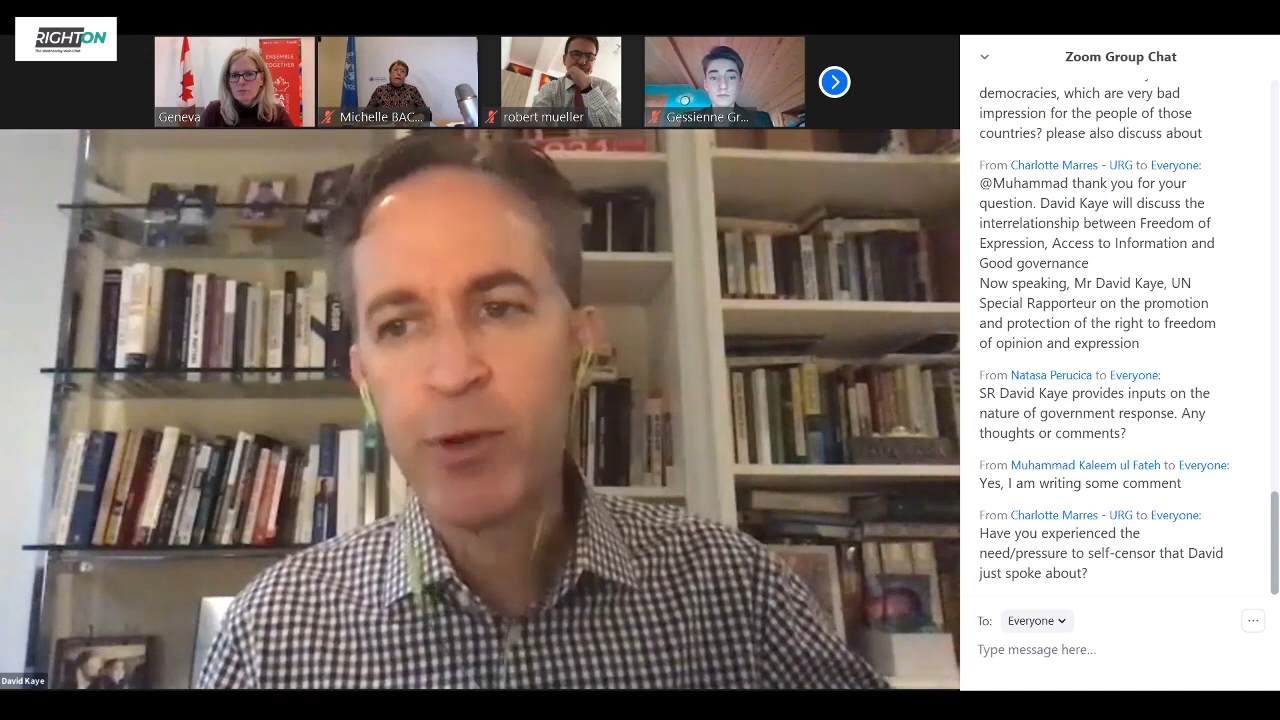 RIGHTON
The Wednesday Web Chat
ENSEMBLE
TOGETHER
Geneva
Michelle BAC...
robert mueller
Gessienne Gr...
Zoom Group Chat
democracies, which are very bad
impression for the people of those
countries? please also discuss about
From Charlotte Marres - URG to Everyone:
@Muhammad thank you for your
question. David Kaye will discuss the
interrelationship between Freedom of
Expression, Access to Information and
Good governance
Now speaking, Mr David Kaye, UN
Special Rapporteur on the promotion
and protection of the right to freedom
of opinion and expression
From Natasa Perucica to Everyone:
SR David Kaye provides inputs on the
nature of government response. Any
thoughts or comments?
From Muhammad Kaleem ul Fateh to Everyone:
Yes, I am writing some comment
From Charlotte Marres - URG to Everyone:
Have you experienced the
need/pressure to self-censor that David
just spoke about?
To: Everyone
Type message here...
David Kaye